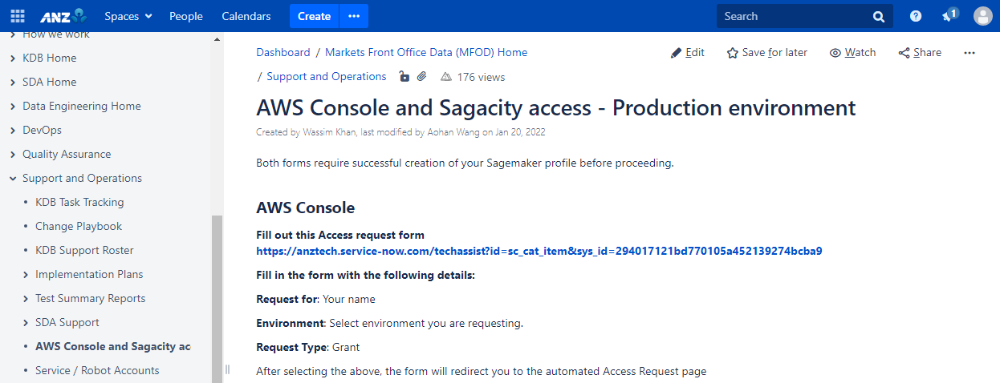 ANZ Spaces People Calendars Create ••• Search ? 1
How we work
KDB Home
SDA Home
Data Engineering Home
DevOps
Quality Assurance
Support and Operations
KDB Task Tracking
Change Playbook
KDB Support Roster
Implementation Plans
Test Summary Reports
SDA Support
AWS Console and Sagacity ac
Service / Robot Accounts
Dashboard / Markets Front Office Data (MFOD) Home
Edit Save for later Watch Share •••
/ Support and Operations 176 views
AWS Console and Sagacity access - Production environment
Created by Wassim Khan, last modified by Aohan Wang on Jan 20, 2022
Both forms require successful creation of your Sagemaker profile before proceeding.
AWS Console
Fill out this Access request form
https://anztech.service-now.com/techassist?id=sc_cat_item&sys_id=294017121bd770105a452139274bcba9
Fill in the form with the following details:
Request for: Your name
Environment: Select environment you are requesting.
Request Type: Grant
After selecting the above, the form will redirect you to the automated Access Request page